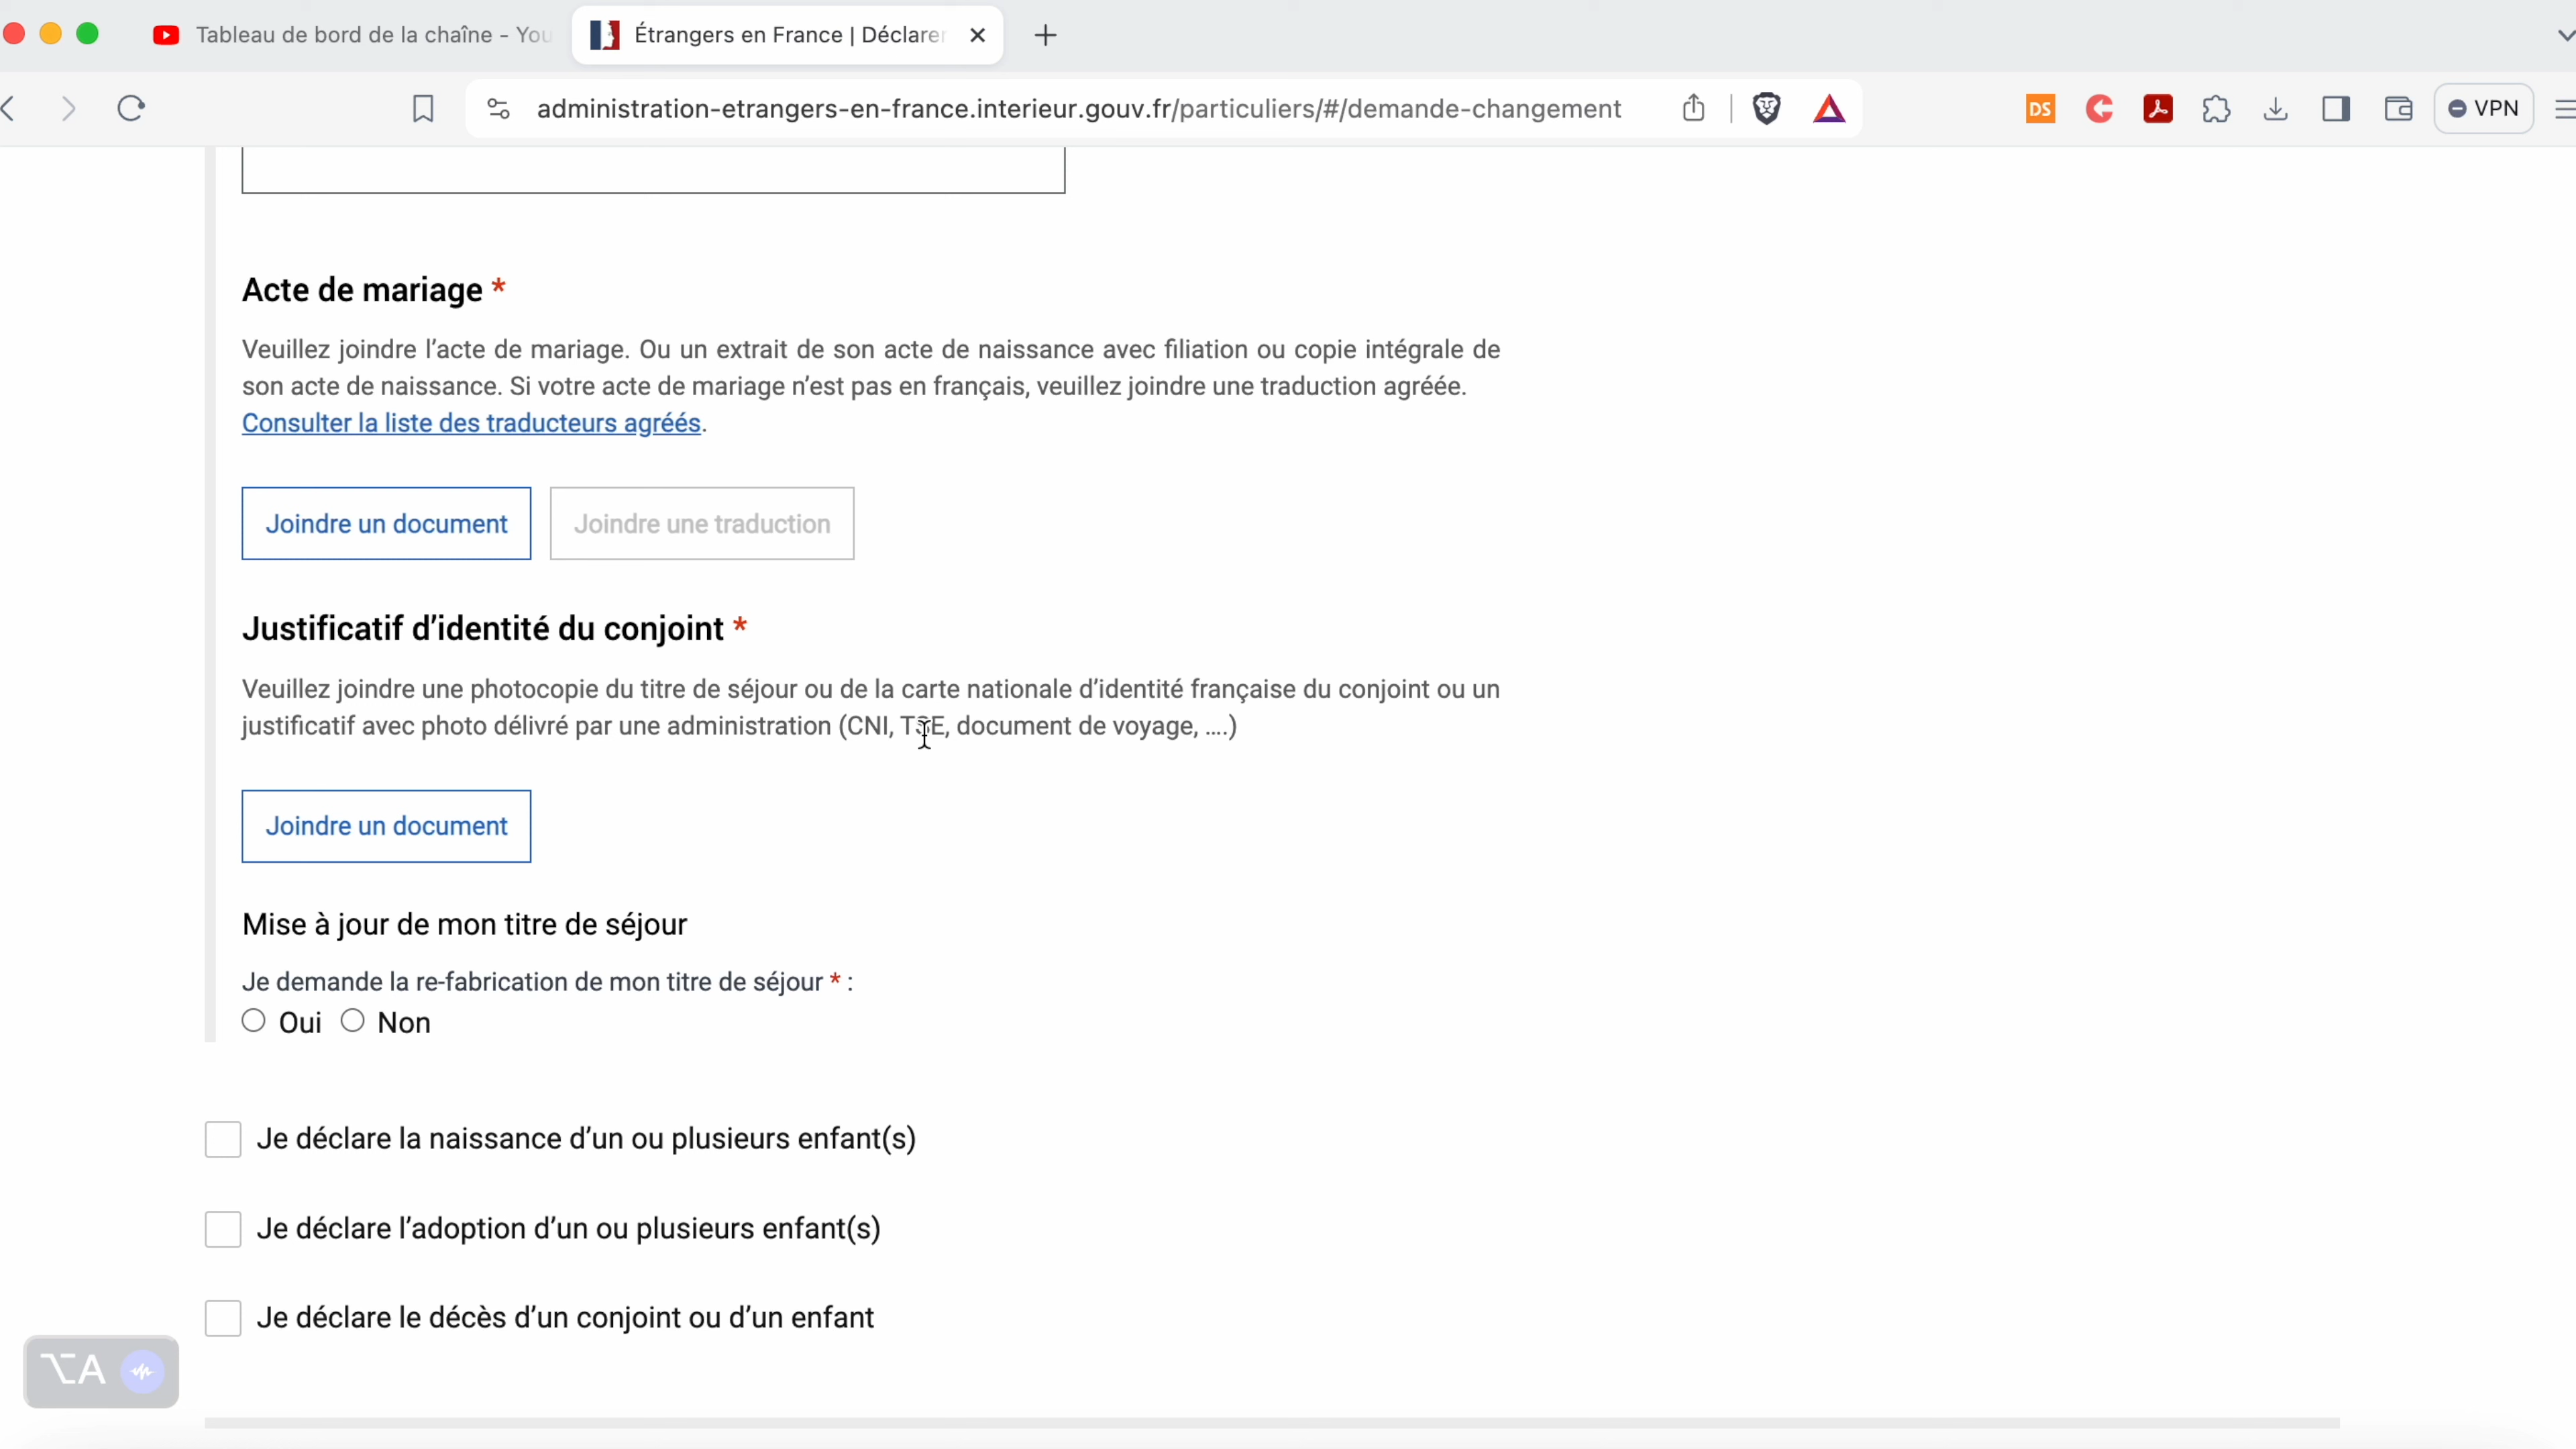 Tableau de bord de la chaîne - You
Étrangers en France | Déclarer
administration-etrangers-en-france.interieur.gouv.fr/particuliers/#/demande-changement
DS
VPN
Acte de mariage *
Veuillez joindre l’acte de mariage. Ou un extrait de son acte de naissance avec filiation ou copie intégrale de
son acte de naissance. Si votre acte de mariage n’est pas en français, veuillez joindre une traduction agréée.
Consulter la liste des traducteurs agréés.
Joindre un document
Joindre une traduction
Justificatif d’identité du conjoint *
Veuillez joindre une photocopie du titre de séjour ou de la carte nationale d’identité française du conjoint ou un
justificatif avec photo délivré par une administration (CNI, TSE, document de voyage, ....)
Joindre un document
Mise à jour de mon titre de séjour
Je demande la re-fabrication de mon titre de séjour * :
Oui Non
Je déclare la naissance d’un ou plusieurs enfant(s)
Je déclare l’adoption d’un ou plusieurs enfant(s)
Je déclare le décès d’un conjoint ou d’un enfant
⌥A